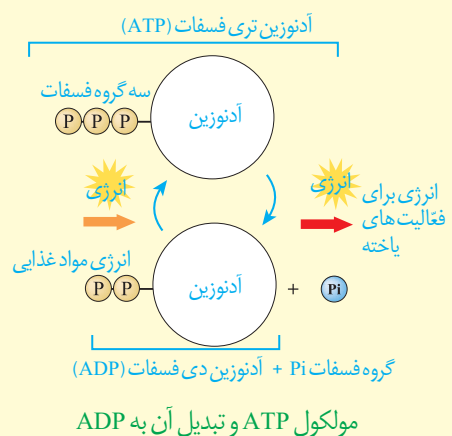 آدنوزین تری فسفات (ATP)
سه گروه فسفات
P P P
آدنوزین
انرژی
انرژی
انرژی برای
فعّالیت‌های
یاخته
انرژی مواد غذایی
P P
آدنوزین
+ Pi
گروه فسفات Pi + آدنوزین دی فسفات (ADP)
مولکول ATP و تبدیل آن به ADP